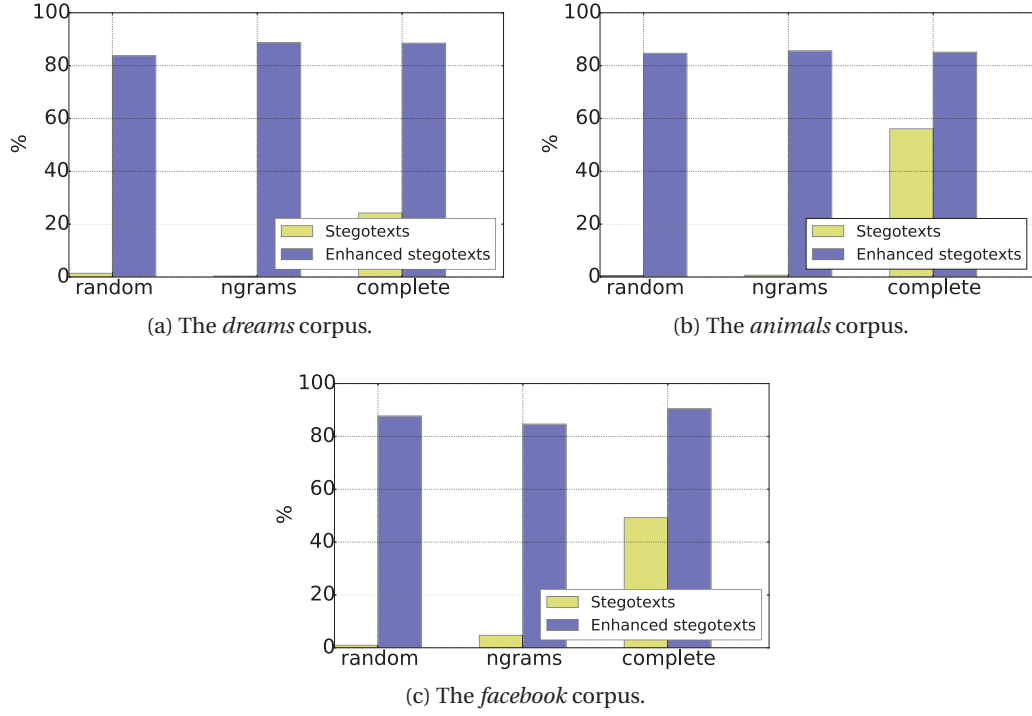 100
80
60
40
20
0
%
random ngrams complete
Stegotexts
Enhanced stegotexts
(a) The dreams corpus.
100
80
60
40
20
0
%
random ngrams complete
Stegotexts
Enhanced stegotexts
(b) The animals corpus.
100
80
60
40
20
0
%
random ngrams complete
Stegotexts
Enhanced stegotexts
(c) The facebook corpus.